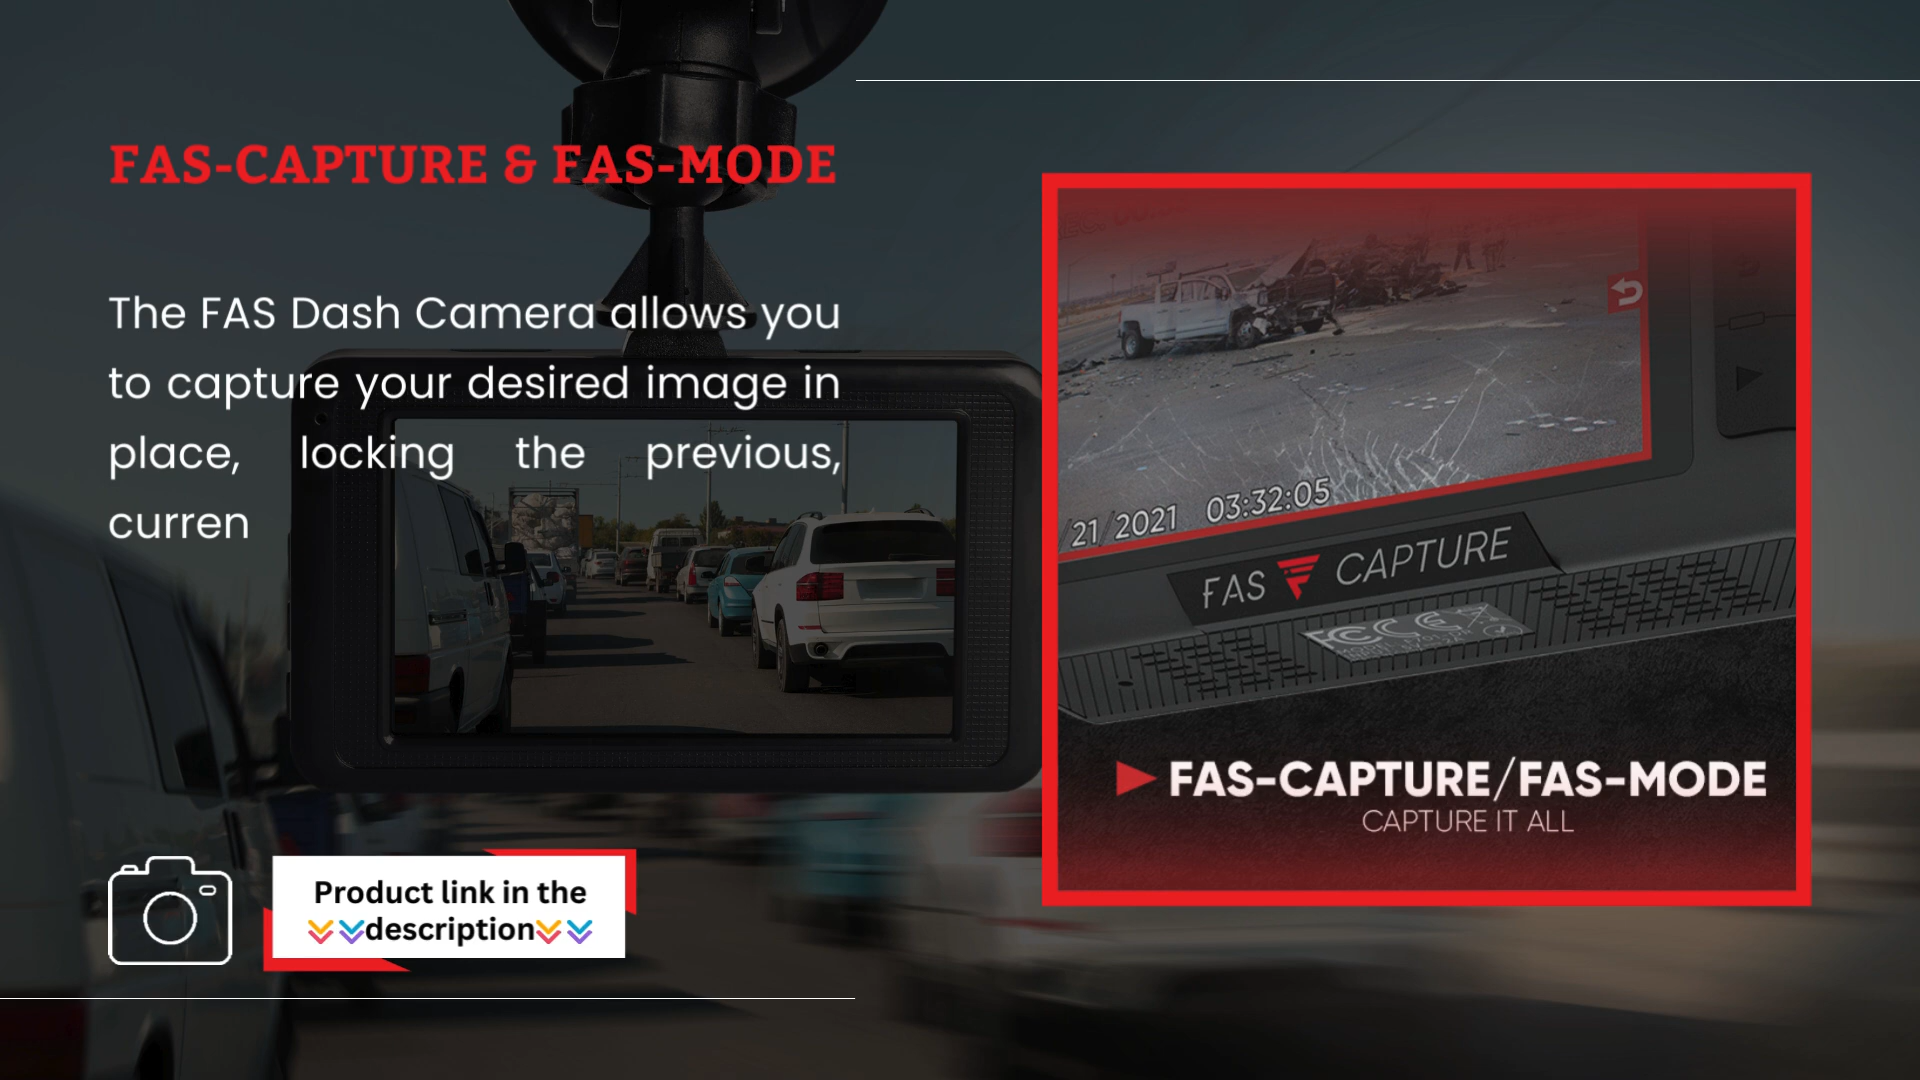 FAS-CAPTURE & FAS-MODE
The FAS Dash Camera allows you
to capture your desired image in
place, locking the previous,
curren
/21/2021 03:32:05
FAS CAPTURE
FCC CE
FAS-CAPTURE/FAS-MODE
CAPTURE IT ALL
Product link in the
description